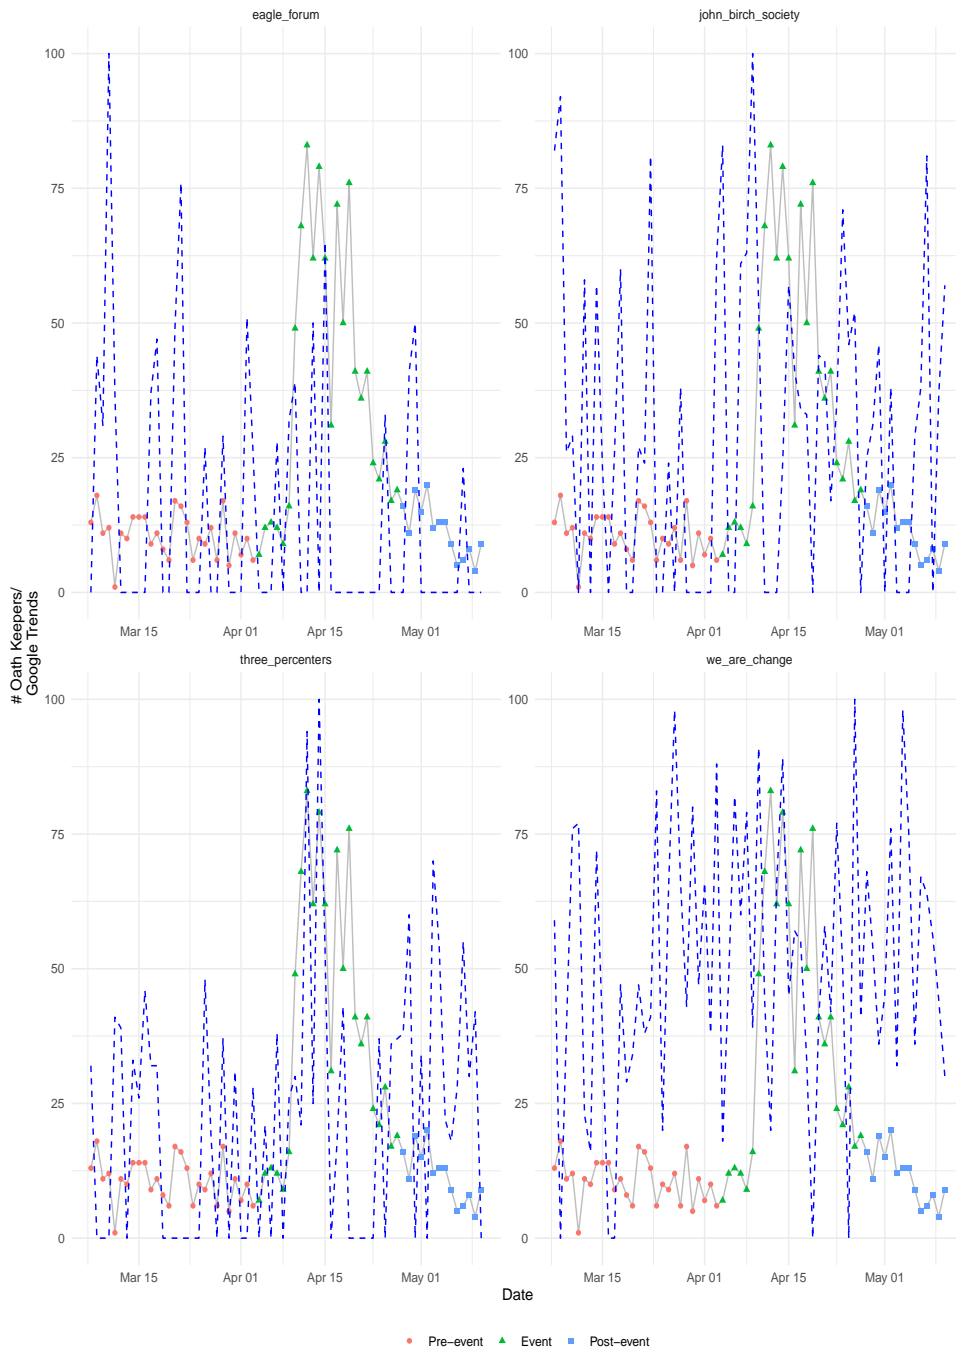 eagle_forum
john_birch_society
100
75
50
25
0
100
75
50
25
0
Mar 15
Apr 01
Apr 15
May 01
Mar 15
Apr 01
Apr 15
May 01
# Oath Keepers/
Google Trends
three_percenters
we_are_change
100
75
50
25
0
100
75
50
25
0
Mar 15
Apr 01
Apr 15
May 01
Mar 15
Apr 01
Apr 15
May 01
Date
Pre−event
Event
Post−event